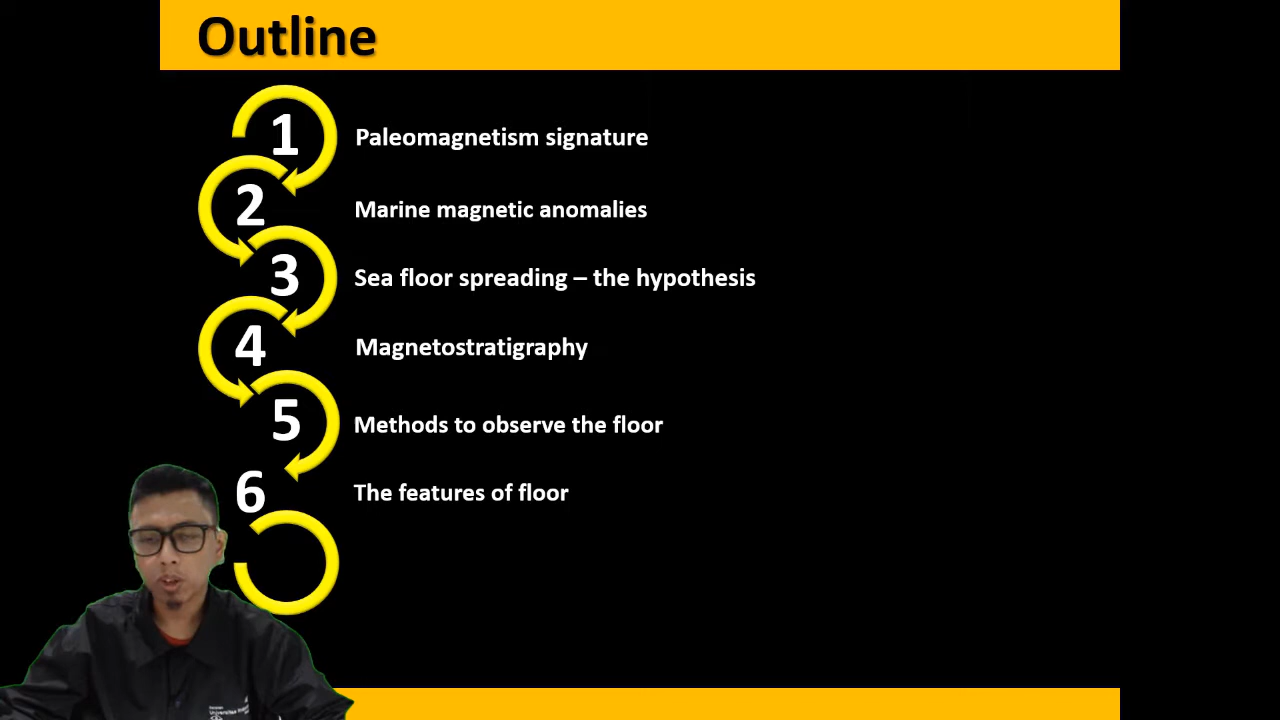 Outline
1
Paleomagnetism signature
2
Marine magnetic anomalies
3
Sea floor spreading – the hypothesis
4
Magnetostratigraphy
5
Methods to observe the floor
6
The features of floor